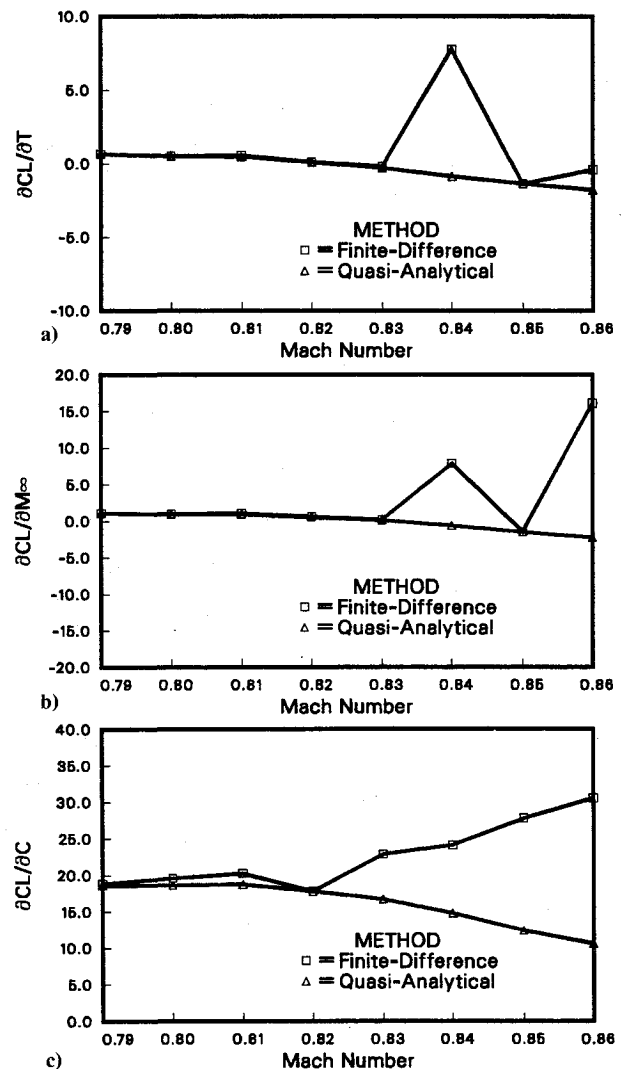 10.0
5.0
0.0
-5.0
-10.0
∂CL/∂T
METHOD
□ = Finite-Difference
△ = Quasi-Analytical
0.79 0.80 0.81 0.82 0.83 0.84 0.85 0.86
Mach Number
a)
20.0
15.0
10.0
5.0
0.0
-5.0
-10.0
-15.0
-20.0
∂CL/∂M∞
METHOD
□ = Finite-Difference
△ = Quasi-Analytical
0.79 0.80 0.81 0.82 0.83 0.84 0.85 0.86
Mach Number
b)
40.0
35.0
30.0
25.0
20.0
15.0
10.0
5.0
0.0
∂CL/∂C
METHOD
□ = Finite-Difference
△ = Quasi-Analytical
0.79 0.80 0.81 0.82 0.83 0.84 0.85 0.86
Mach Number
c)